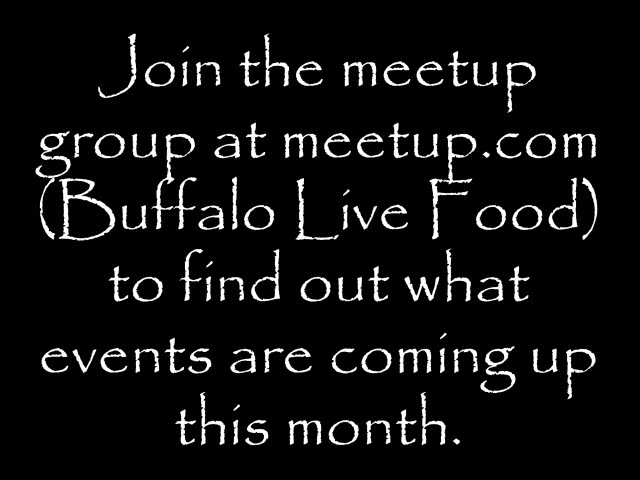 Join the meetup
group at meetup.com
(Buffalo Live Food)
to find out what
events are coming up
this month.